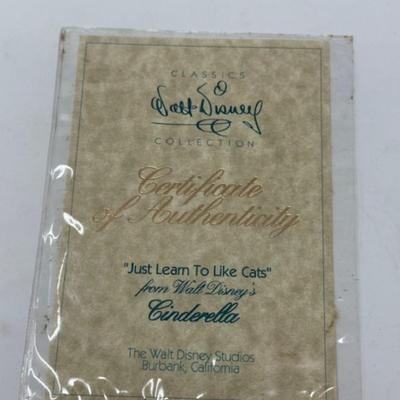 CLASSICS
Walt Disney
COLLECTION
Certificate
of Authenticity
"Just Learn To Like Cats"
from Walt Disney's
Cinderella
The Walt Disney Studios
Burbank, California